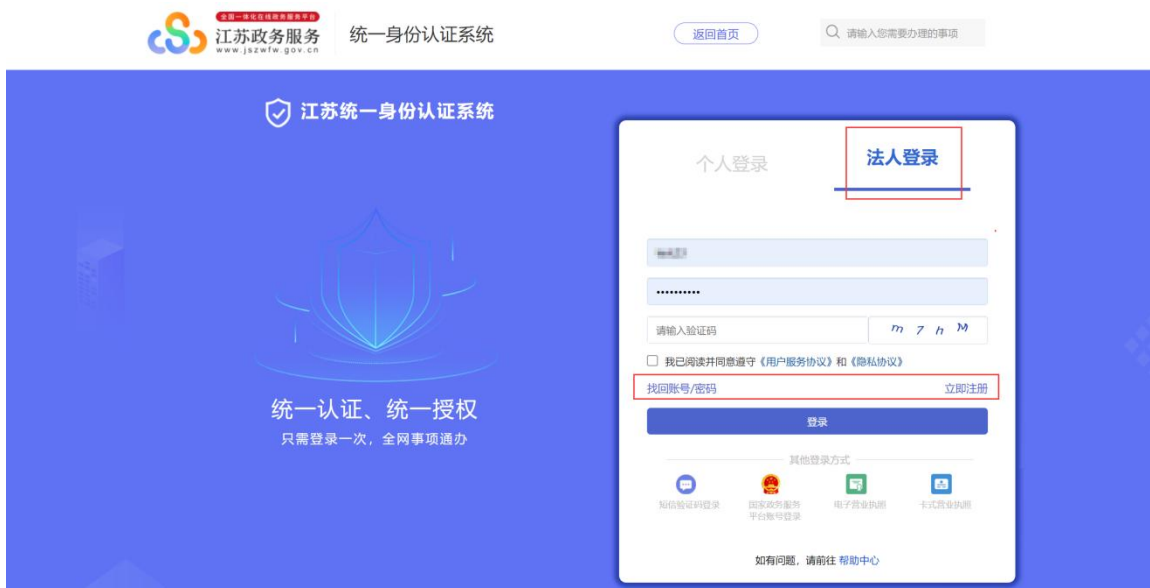 全国一体化在线政务服务平台
江苏政务服务
www.jszwfw.gov.cn
统一身份认证系统
返回首页
请输入您需要办理的事项
江苏统一身份认证系统
统一认证、统一授权
只需登录一次，全网事项通办
个人登录
法人登录
••••••••••
请输入验证码
m 7 h M
我已阅读并同意遵守《用户服务协议》和《隐私协议》
找回账号/密码 立即注册
登录
其他登录方式
短信验证码登录
国家政务服务
平台账号登录
电子营业执照
卡式营业执照
如有问题，请前往 帮助中心